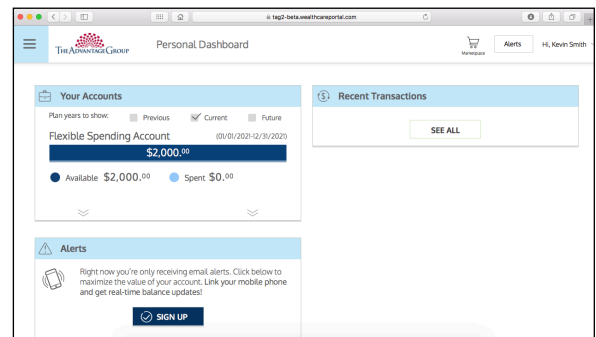 tag2-beta.wealthcareportal.com
THE ADVANTAGE GROUP
Personal Dashboard
Marketplace
Alerts
Hi, Kevin Smith
Your Accounts
Plan years to show:
Previous
Current
Future
Flexible Spending Account
(01/01/2021-12/31/2021)
$2,000.00
Available $2,000.00
Spent $0.00
Recent Transactions
SEE ALL
Alerts
Right now you're only receiving email alerts. Click below to
maximize the value of your account. Link your mobile phone
and get real-time balance updates!
SIGN UP